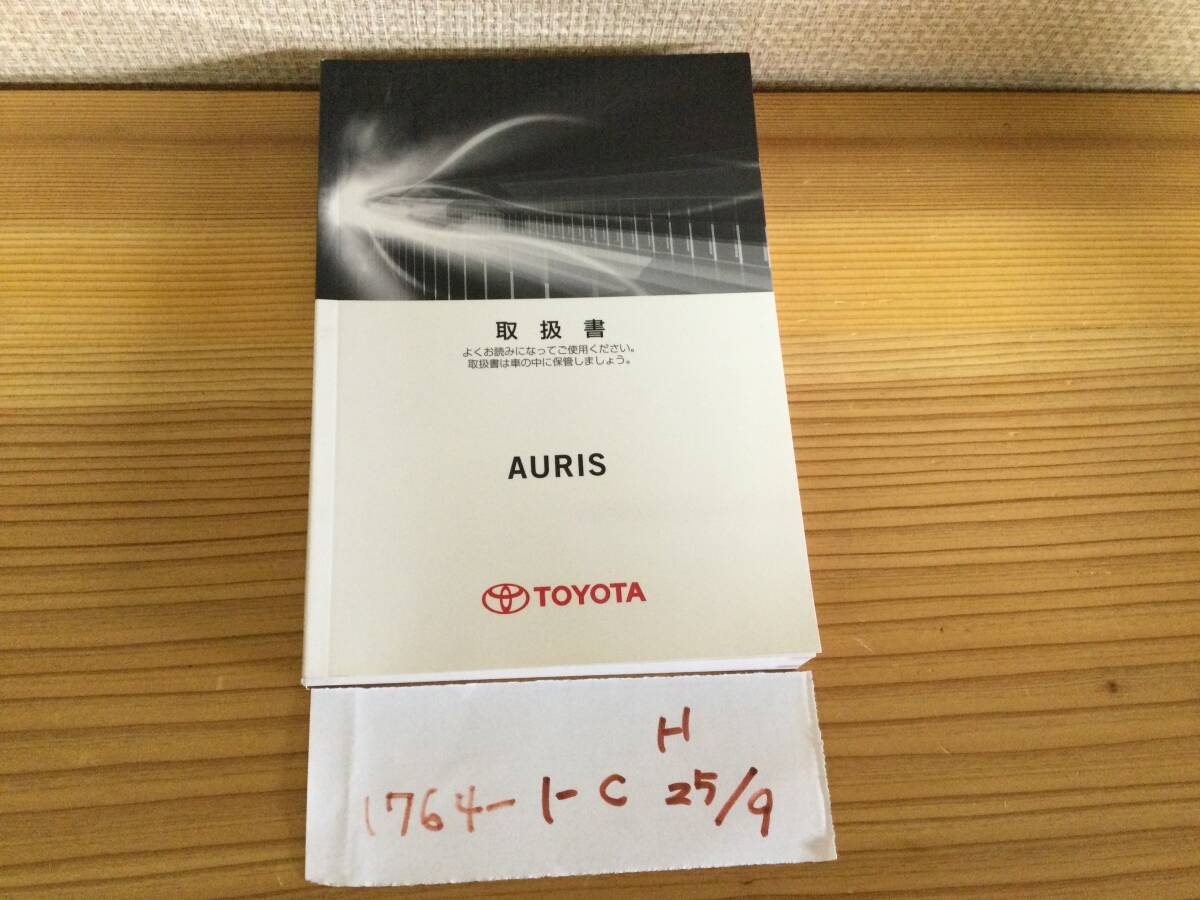 取扱書
よくお読みになってご使用ください。
取扱書は車の中に保管しましょう。
AURIS
TOYOTA
H
1764-1-C 25/9